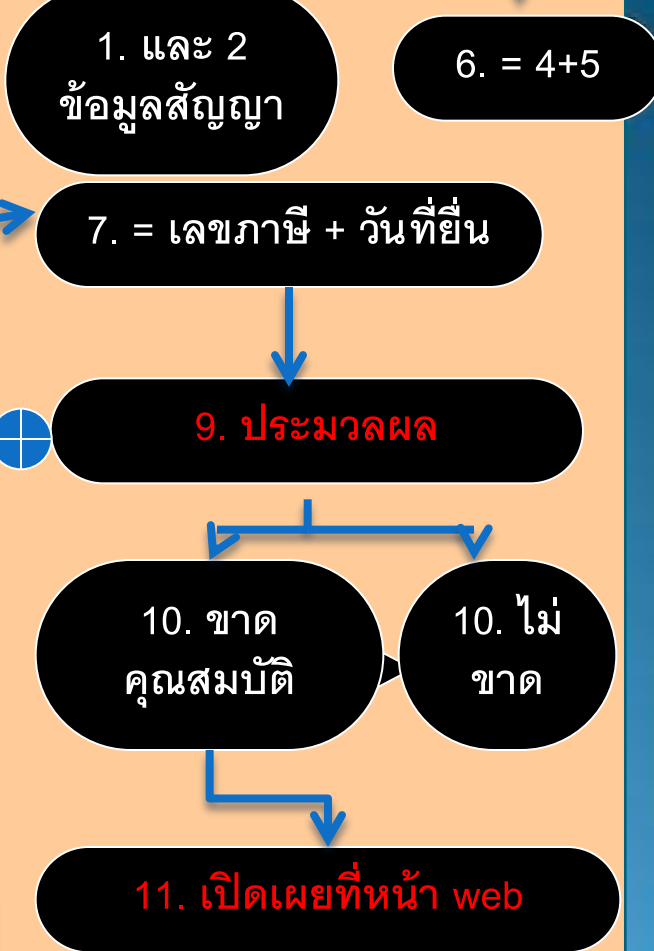 1. และ 2
ข้อมูลสัญญา
6. = 4+5
7. = เลขภาษี + วันที่ยื่น
9. ประมวลผล
10. ขาด
คุณสมบัติ
10. ไม่
ขาด
11. เปิดเผยที่หน้า web